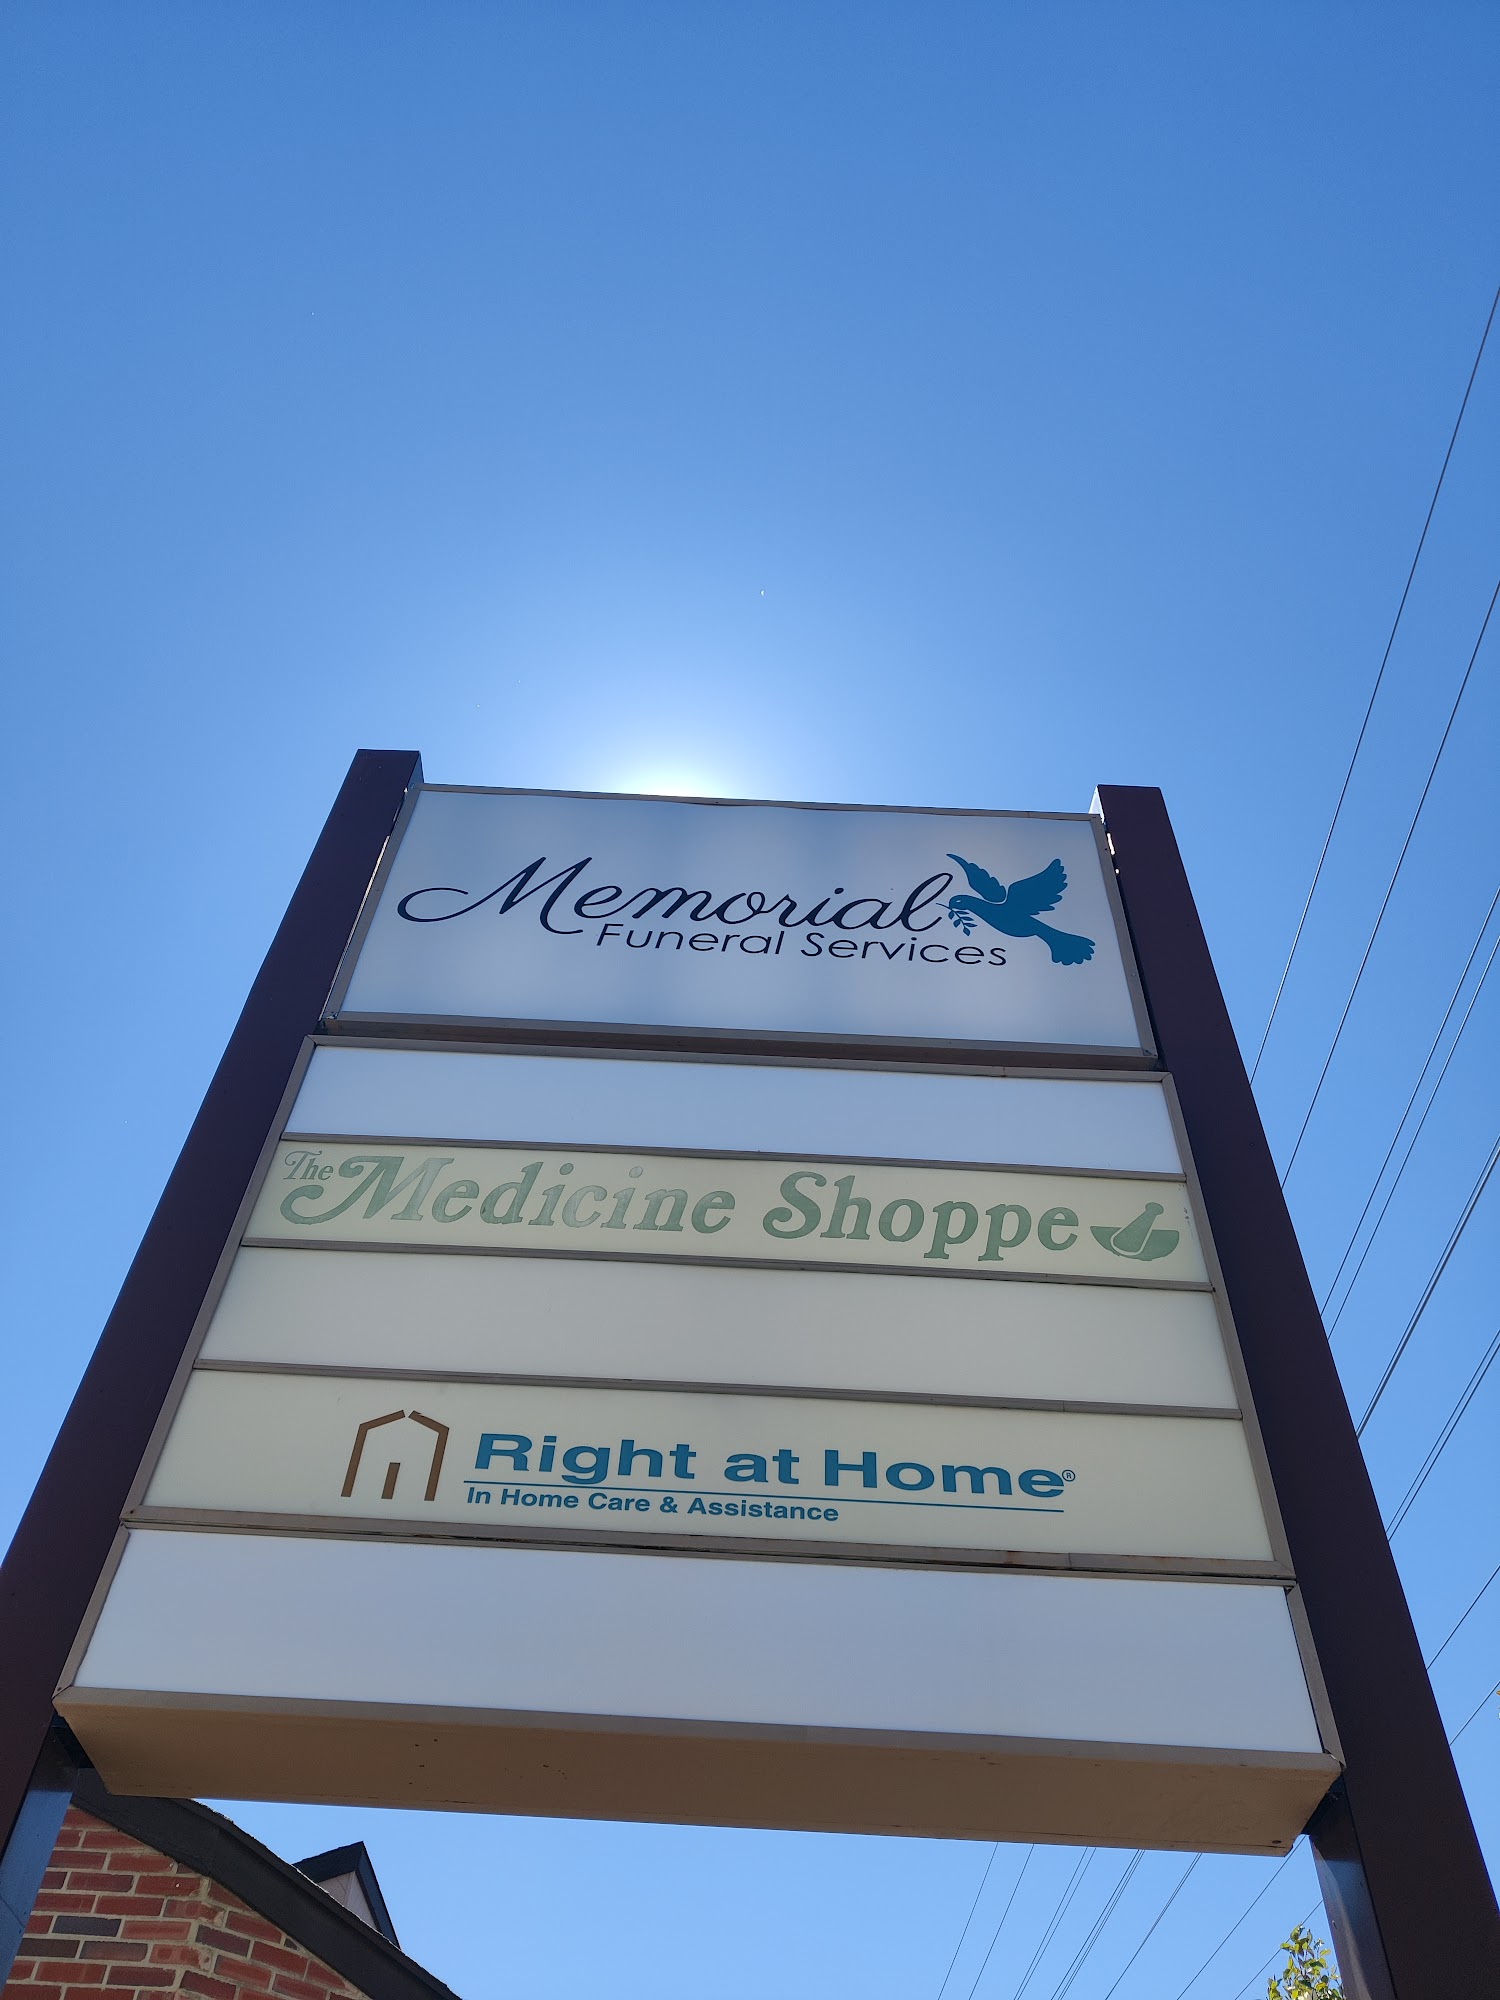 Memorial
Funeral Services
The Medicine Shoppe
Right at Home®
In Home Care & Assistance